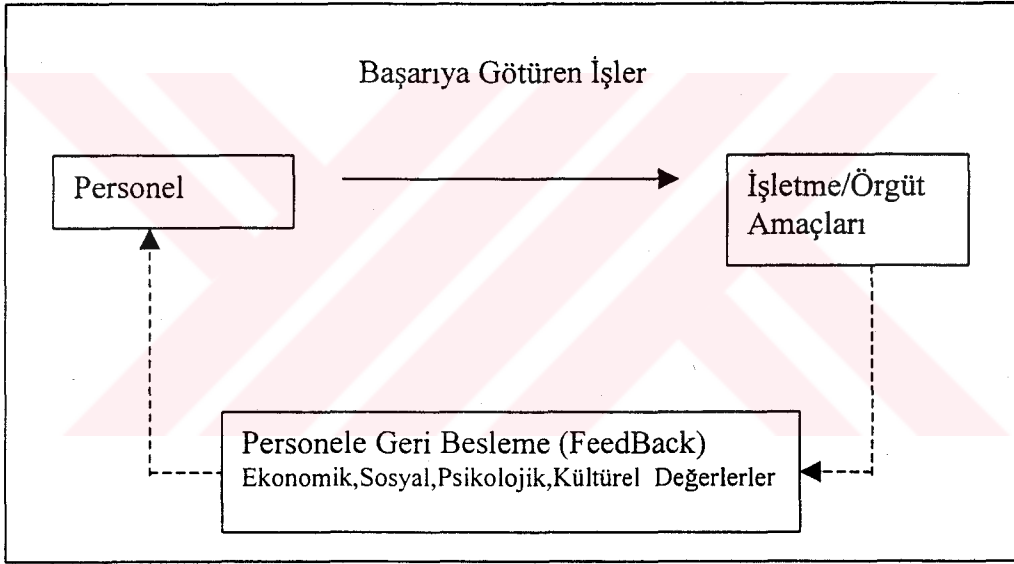 Başarıya Götüren İşler
Personel
İşletme/Örgüt
Amaçları
Personele Geri Besleme (FeedBack)
Ekonomik,Sosyal,Psikolojik,Kültürel Değerlerler